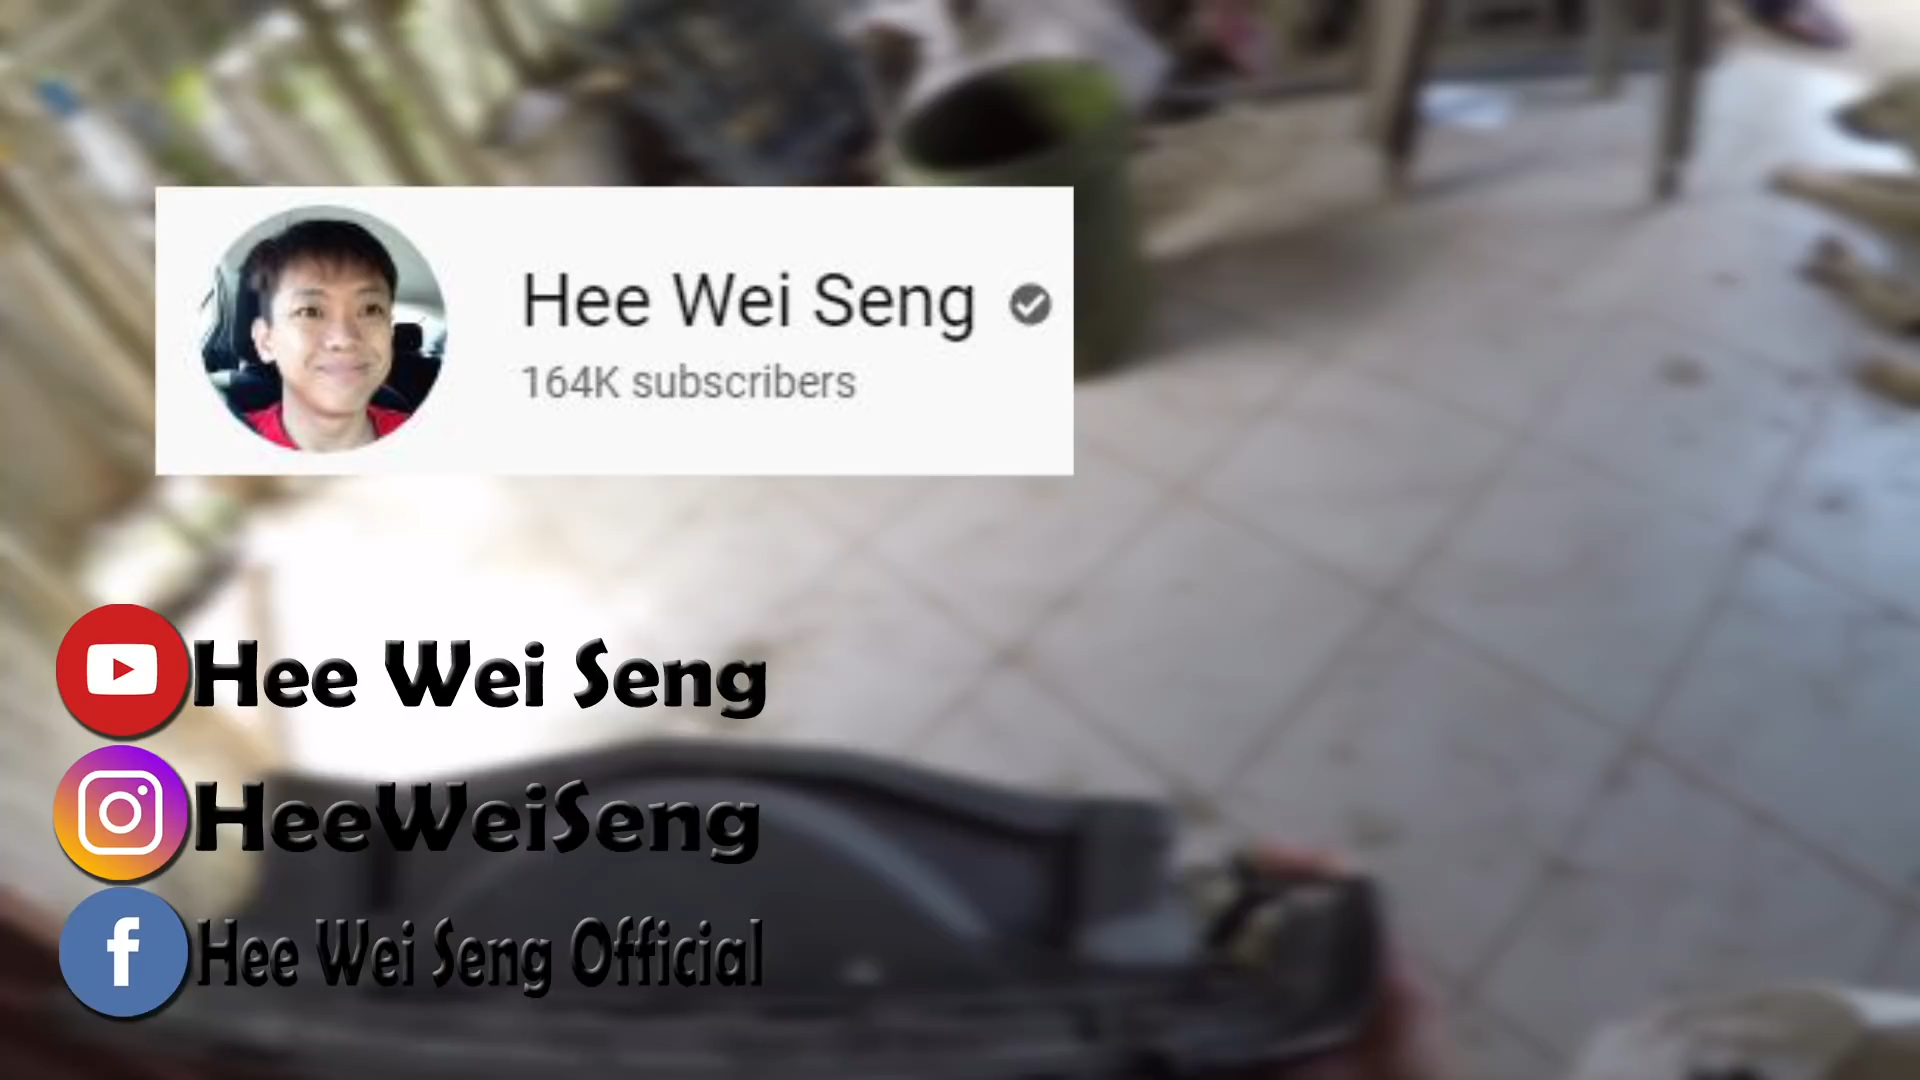 Hee Wei Seng
164K subscribers
Hee Wei Seng
HeeWeiSeng
Hee Wei Seng Official